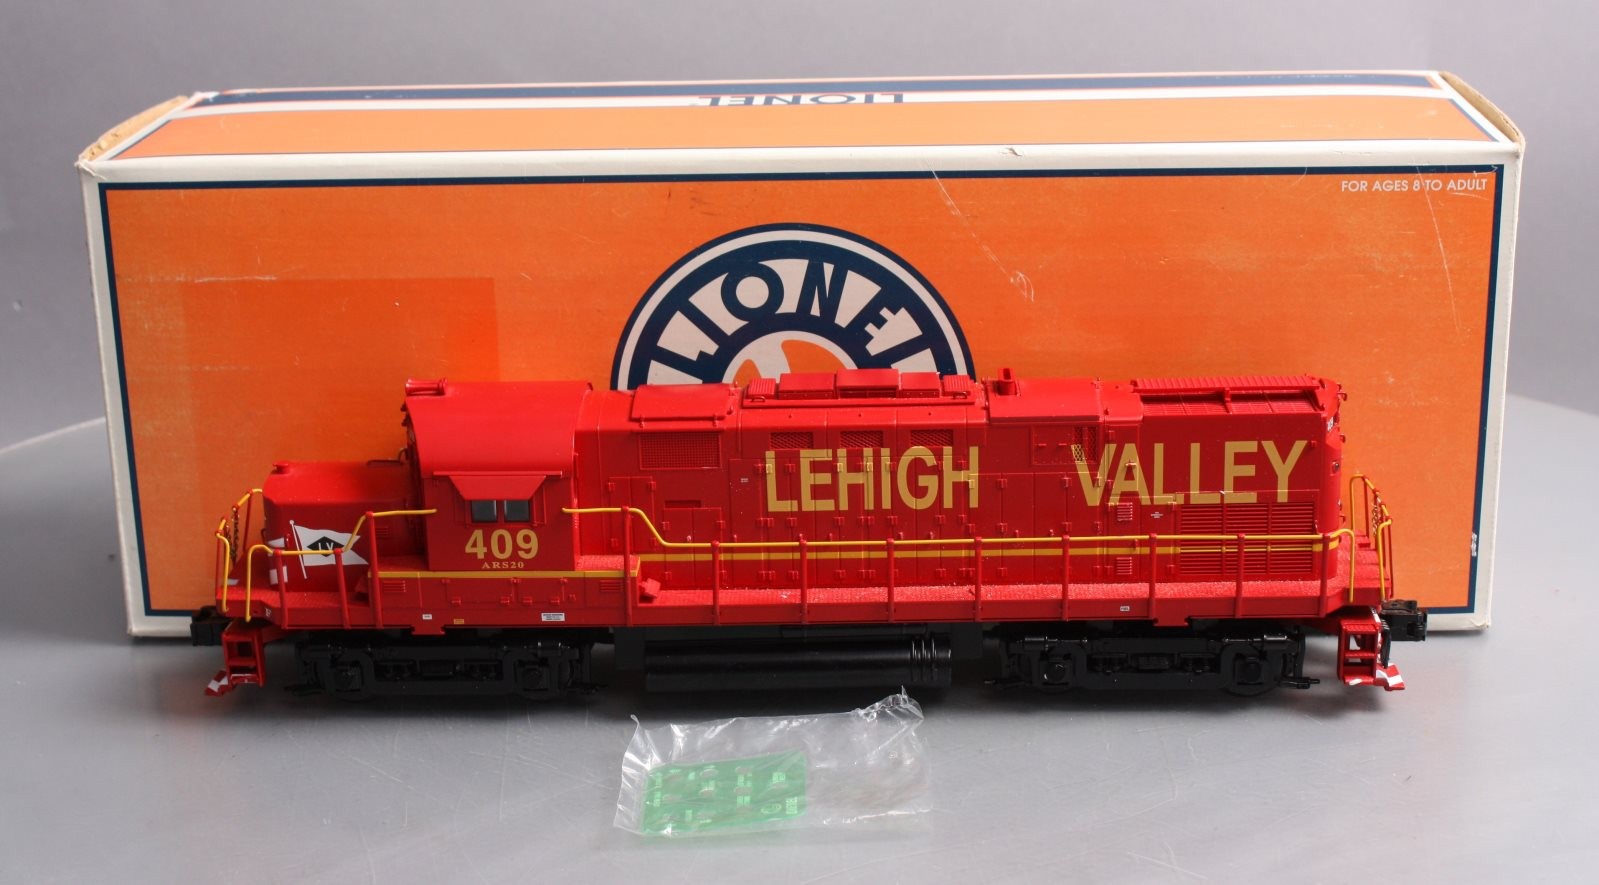 LIONEL
FOR AGES 8 TO ADULT
LIONEL
LEHIGH VALLEY
LV
409
ARS20